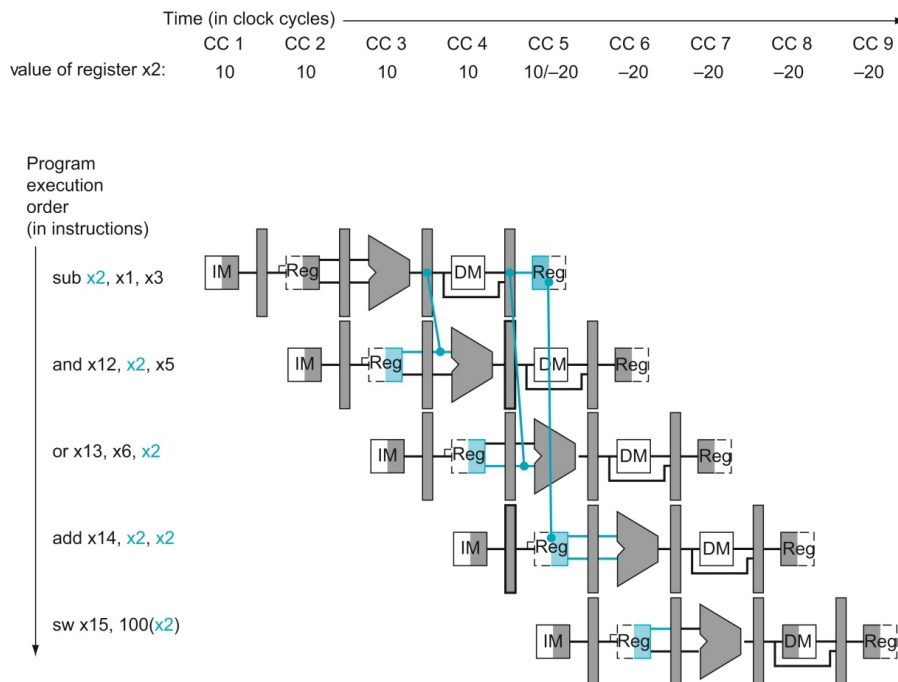 Time (in clock cycles)
CC 1 CC 2 CC 3 CC 4 CC 5 CC 6 CC 7 CC 8 CC 9
value of register x2: 10 10 10 10 10/–20 –20 –20 –20 –20
Program
execution
order
(in instructions)
sub x2, x1, x3 IM Reg DM Reg
and x12, x2, x5 IM Reg DM Reg
or x13, x6, x2 IM Reg DM Reg
add x14, x2, x2 IM Reg DM Reg
sw x15, 100(x2) IM Reg DM Reg